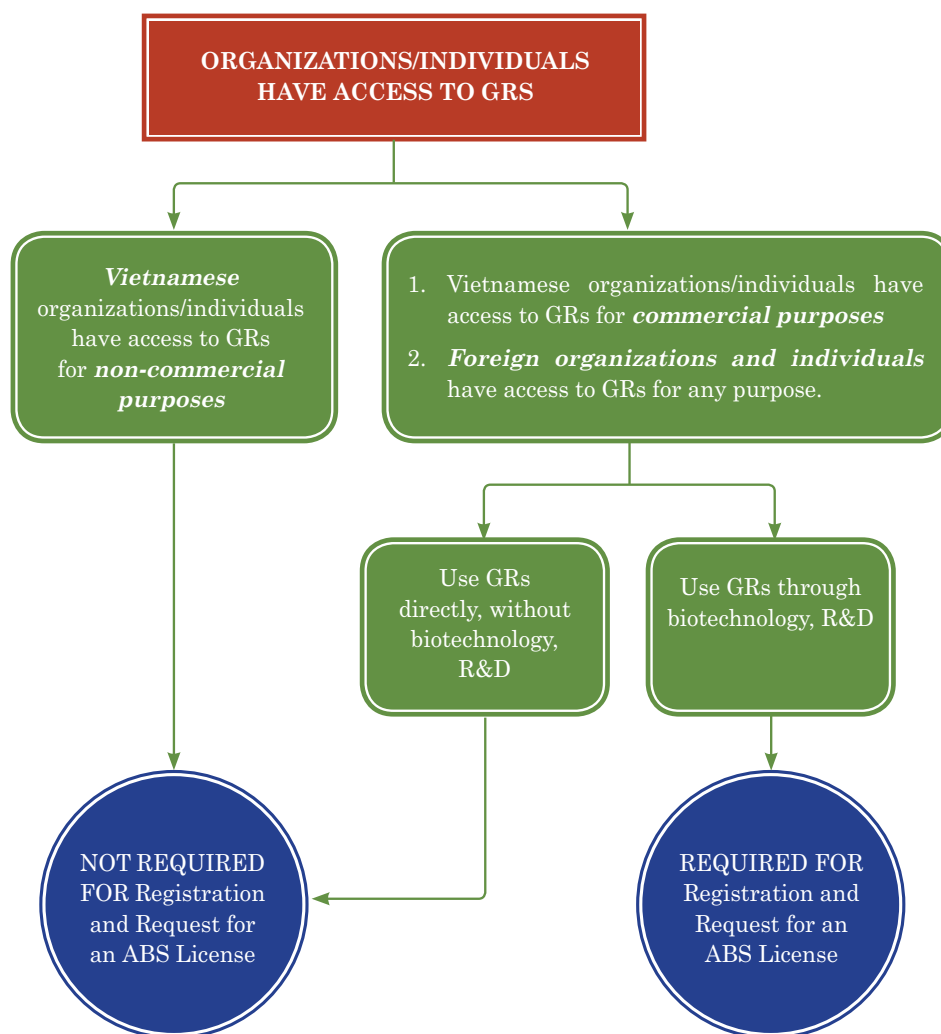 ORGANIZATIONS/INDIVIDUALS
HAVE ACCESS TO GRS
Vietnamese
organizations/individuals
have access to GRs
for non-commercial
purposes
1. Vietnamese organizations/individuals have
access to GRs for commercial purposes
2. Foreign organizations and individuals
have access to GRs for any purpose.
Use GRs
directly, without
biotechnology,
R&D
Use GRs through
biotechnology, R&D
NOT REQUIRED
FOR Registration
and Request for
an ABS License
REQUIRED FOR
Registration and
Request for an
ABS License